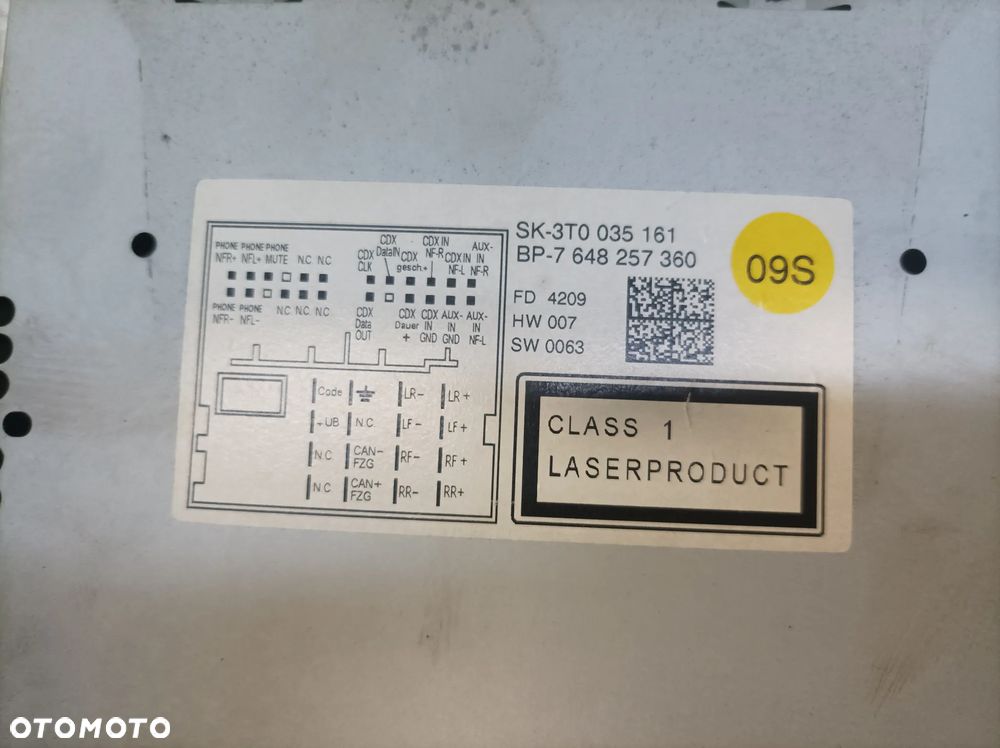 SK-3T0 035 161
BP-7 648 257 360
FD 4209
HW 007
SW 0063
09S
CLASS 1
LASERPRODUCT
PHONE PHONE PHONE
NFR+ NFL+ MUTE N.C N.C
PHONE PHONE
NFR- NFL- N.C N.C N.C
CDX
CLK
CDX
DataIN
CDX
gesch.+
CDX IN
NF-R
CDX IN
NF-L
AUX-
IN
NF-R
CDX
Data
OUT
CDX
Dauer
+
CDX
IN
GND
AUX-
IN
GND
AUX-
IN
NF-L
Code LR- LR+
+UB N.C. LF- LF+
N.C CAN-
FZG RF- RF+
N.C CAN+
FZG RR- RR+
OTOMOTO